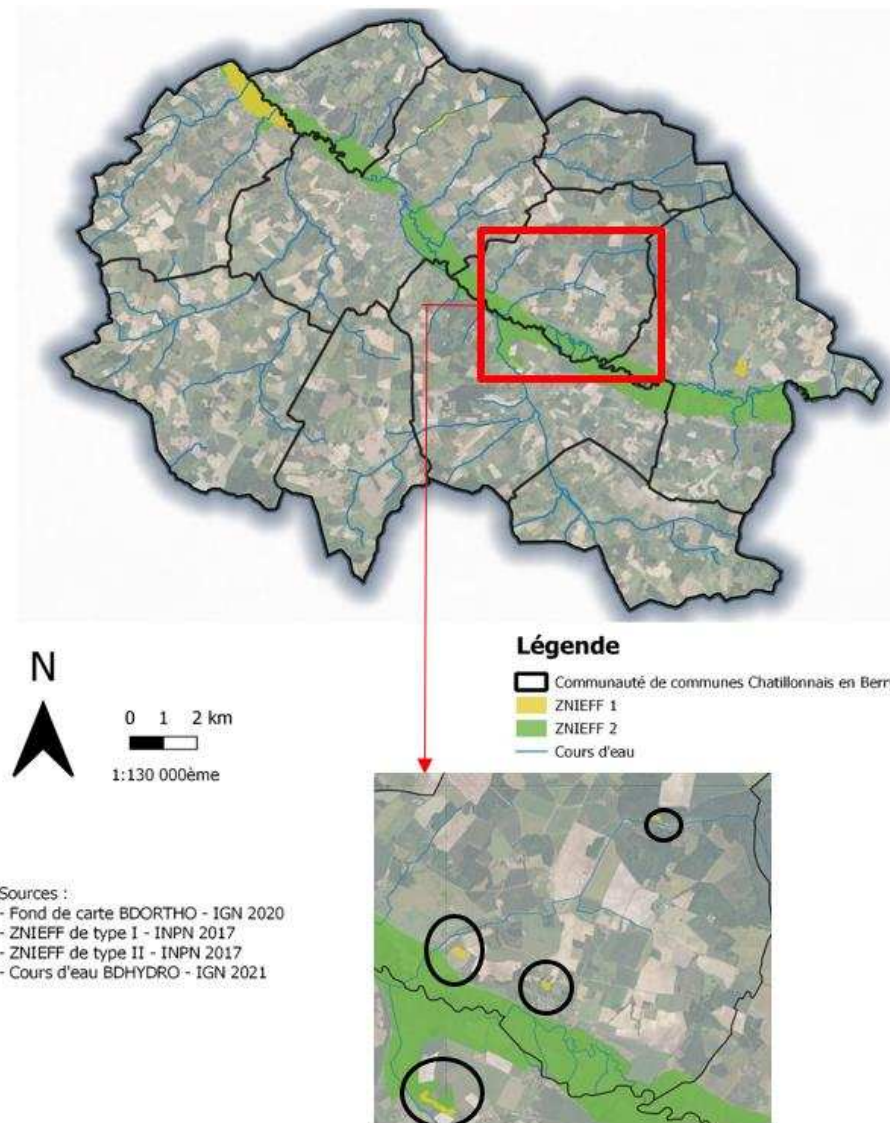 N
0 1 2 km
1:130 000ème
Légende
Communauté de communes Chatillonnais en Berr
ZNIEFF 1
ZNIEFF 2
Cours d'eau
Sources :
- Fond de carte BDORTHO - IGN 2020
- ZNIEFF de type I - INPN 2017
- ZNIEFF de type II - INPN 2017
- Cours d'eau BDHYDRO - IGN 2021